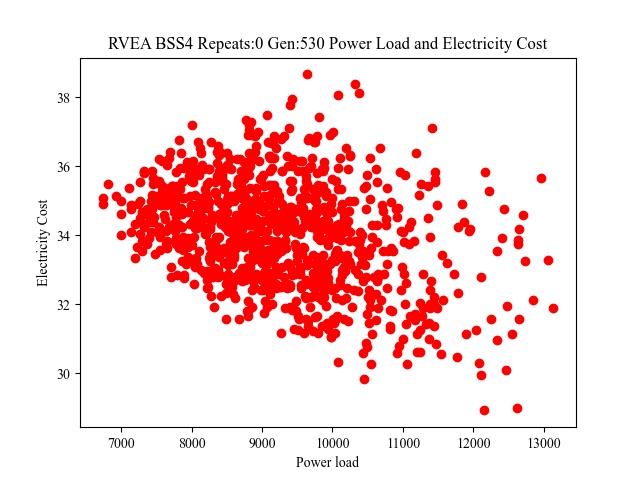 RVEA BSS4 Repeats:0 Gen:530 Power Load and Electricity Cost
Electricity Cost
38
36
34
32
30
7000 8000 9000 10000 11000 12000 13000
Power load